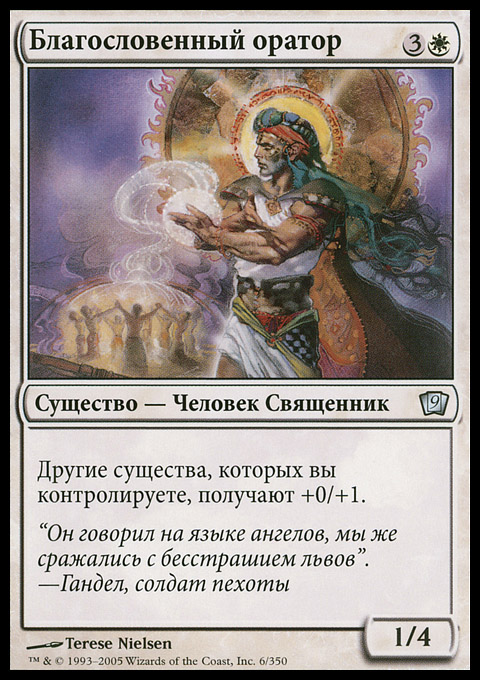 Благословенный оратор 3
Существо — Человек Священник 9
Другие существа, которых вы
контролируете, получают +0/+1.
“Он говорил на языке ангелов, мы же
сражались с бесстрашием львов”.
—Гандел, солдат пехоты
1/4
Terese Nielsen
™ & © 1993–2005 Wizards of the Coast, Inc. 6/350